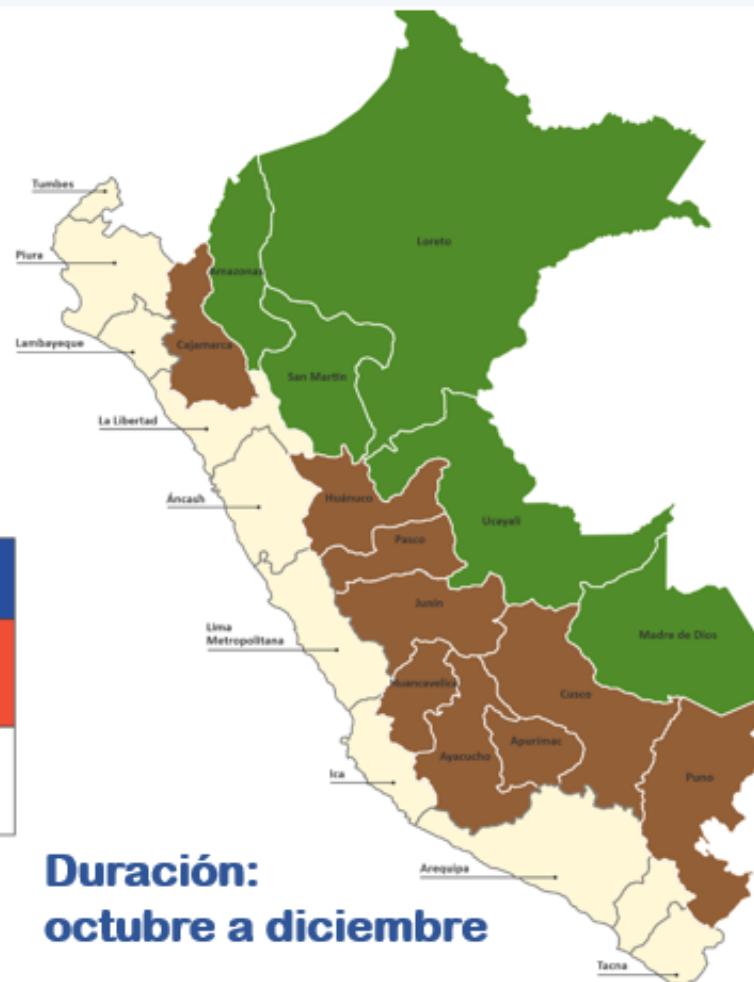 Tumbes
Piura
Lambayeque
La Libertad
Áncash
Lima
Metropolitana
Ica
Arequipa
Tacna
Loreto
Amazonas
Cajamarca
San Martín
Huánuco
Ucayali
Pasco
Junín
Madre de Dios
Huancavelica
Cusco
Ayacucho
Apurímac
Puno
Duración:
octubre a diciembre